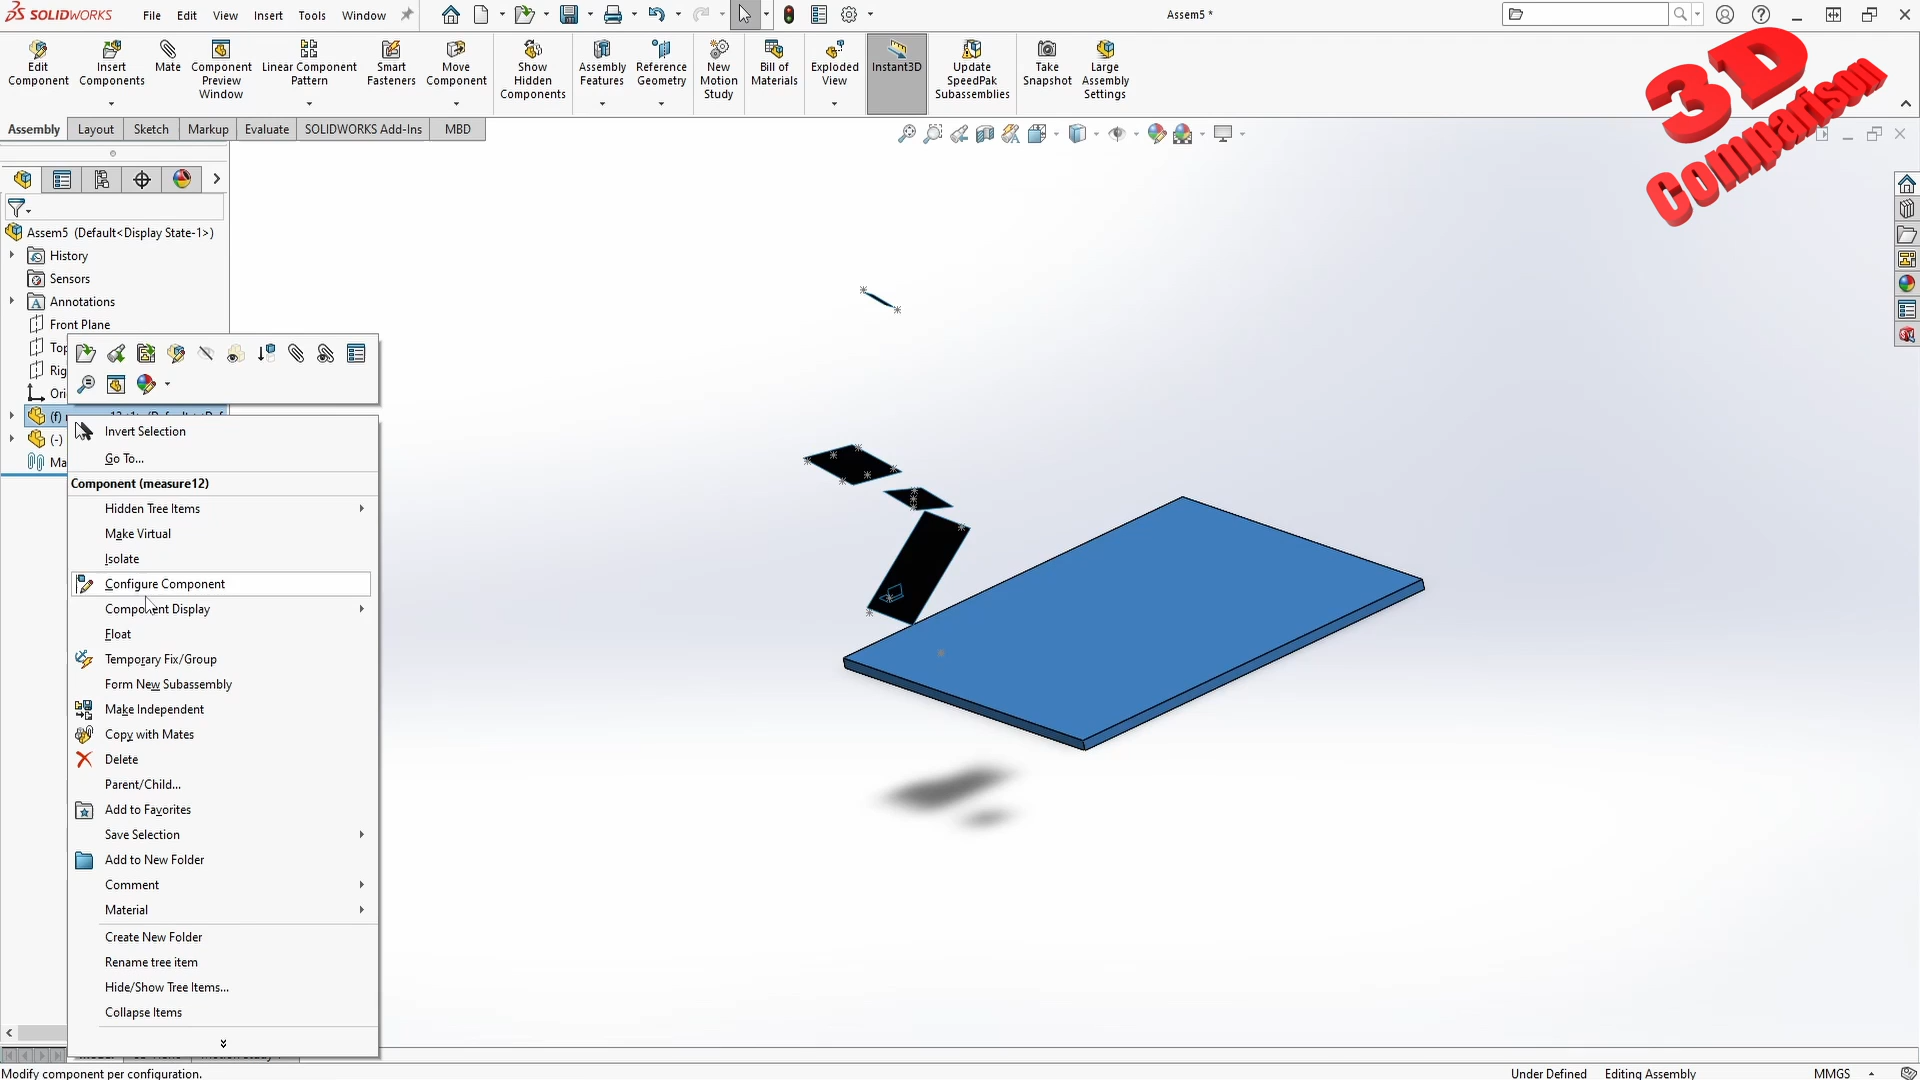 SOLIDWORKS
File Edit View Insert Tools Window
Assem5 *
Edit Component
Insert Components
Mate
Component Preview Window
Linear Component Pattern
Smart Fasteners
Move Component
Show Hidden Components
Assembly Features
Reference Geometry
New Motion Study
Bill of Materials
Exploded View
Instant3D
Update SpeedPak Subassemblies
Take Snapshot
Large Assembly Settings
3D
Comparison
Assembly Layout Sketch Markup Evaluate SOLIDWORKS Add-Ins MBD
Assem5 (Default<Display State-1>)
History
Sensors
Annotations
Front Plane
Top
Rig
Ori
(f)
(-)
Ma
Invert Selection
Go To...
Component (measure12)
Hidden Tree Items
Make Virtual
Isolate
Configure Component
Component Display
Float
Temporary Fix/Group
Form New Subassembly
Make Independent
Copy with Mates
Delete
Parent/Child...
Add to Favorites
Save Selection
Add to New Folder
Comment
Material
Create New Folder
Rename tree item
Hide/Show Tree Items...
Collapse Items
Modify component per configuration.
Under Defined Editing Assembly MMGS